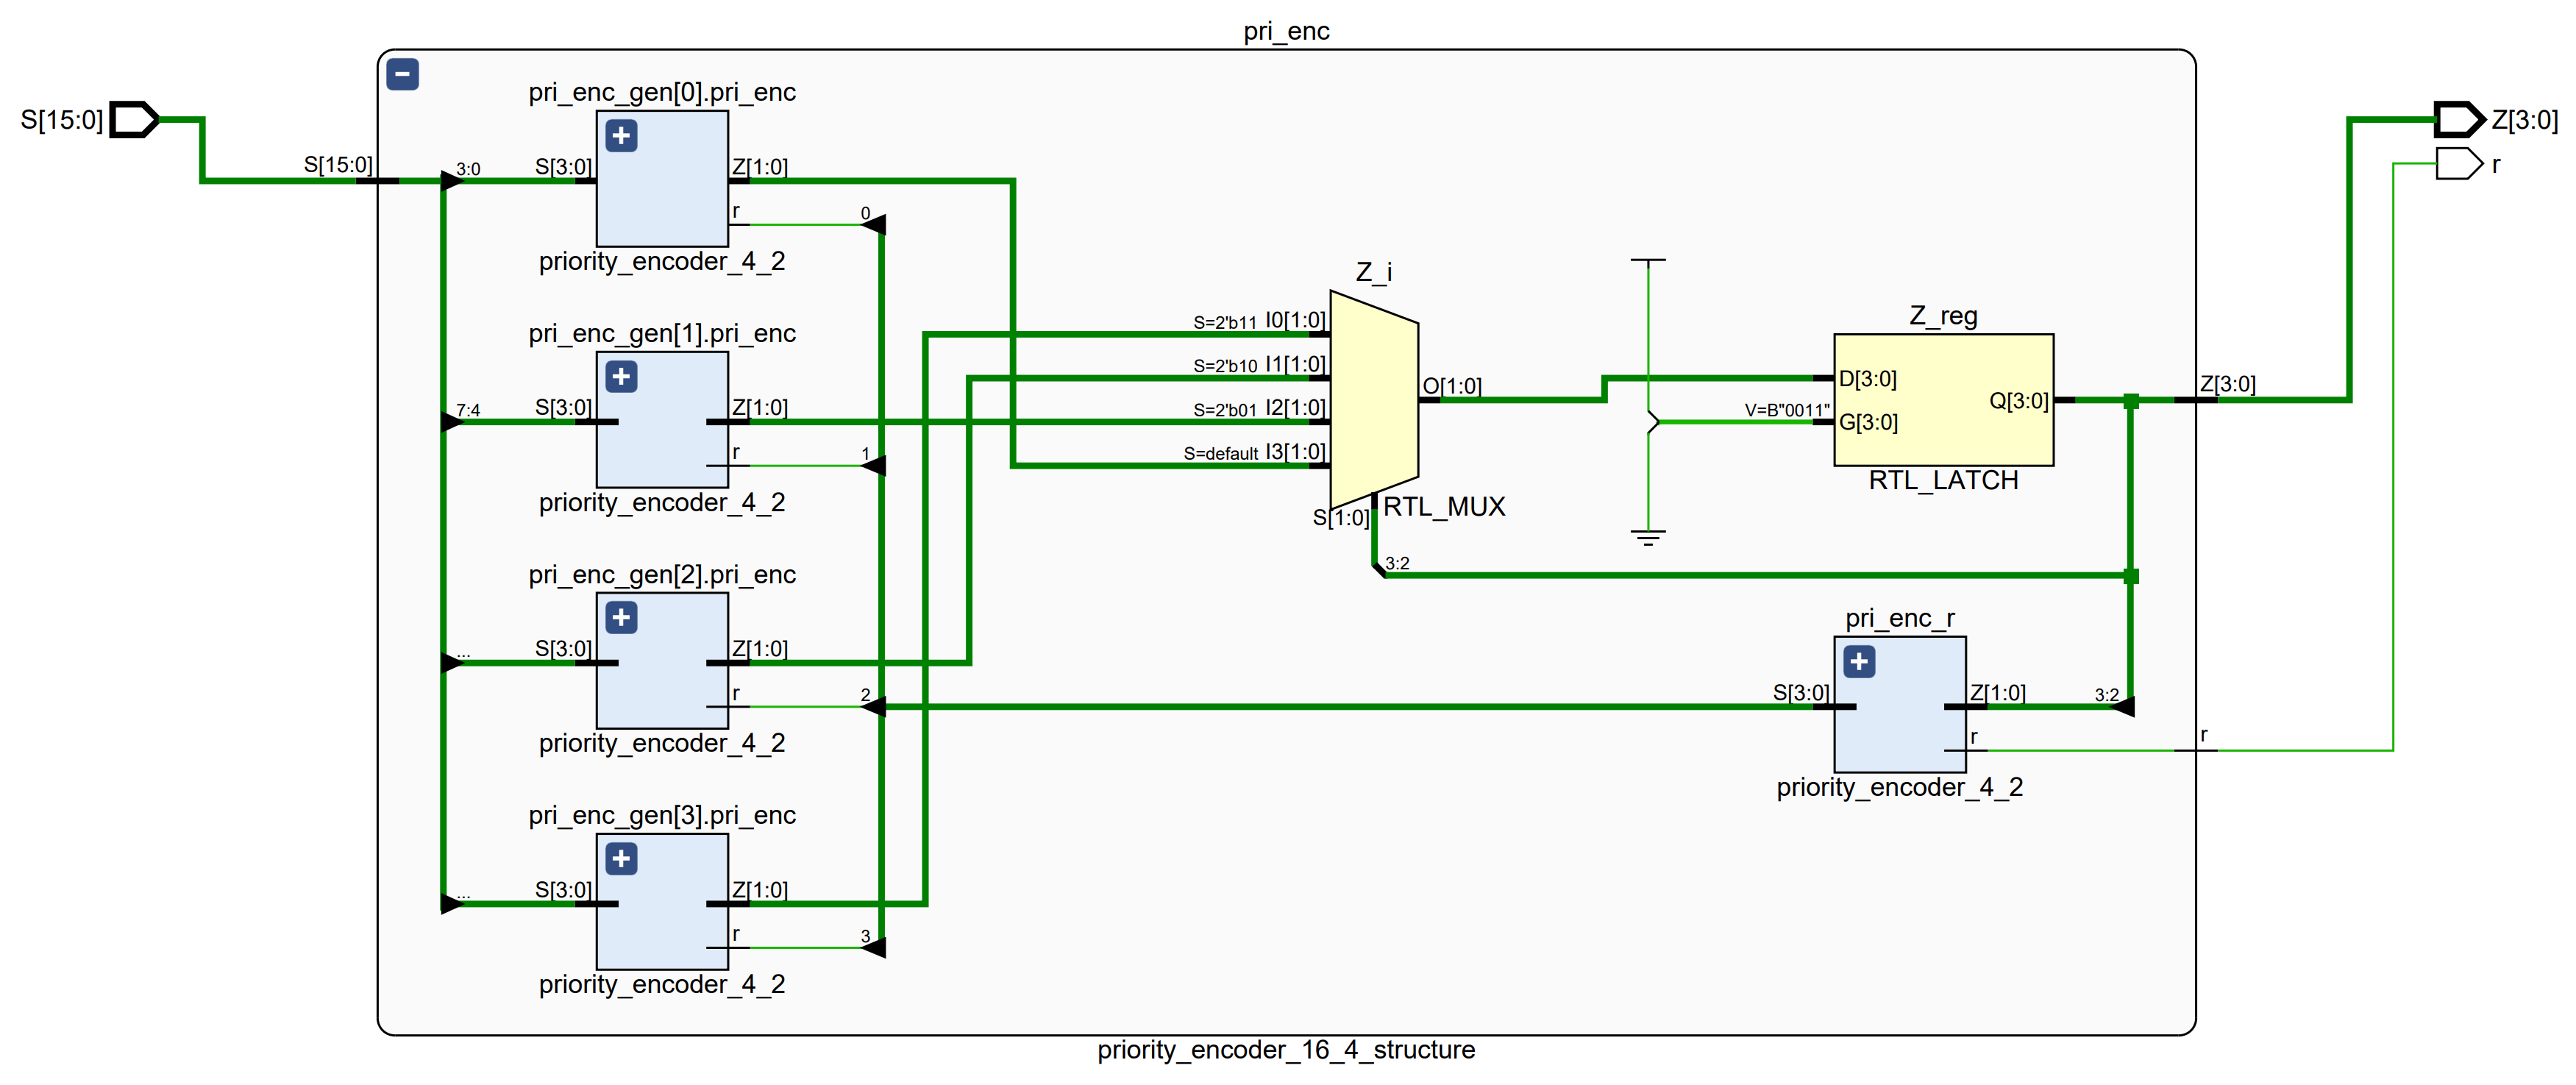 pri_enc
S[15:0]
S[15:0]
pri_enc_gen[0].pri_enc
3:0
S[3:0]
Z[1:0]
r
0
priority_encoder_4_2
pri_enc_gen[1].pri_enc
7:4
S[3:0]
Z[1:0]
r
1
priority_encoder_4_2
pri_enc_gen[2].pri_enc
...
S[3:0]
Z[1:0]
r
2
priority_encoder_4_2
pri_enc_gen[3].pri_enc
...
S[3:0]
Z[1:0]
r
3
priority_encoder_4_2
Z_i
S=2'b11 I0[1:0]
S=2'b10 I1[1:0]
S=2'b01 I2[1:0]
S=default I3[1:0]
O[1:0]
S[1:0]
RTL_MUX
3:2
Z_reg
D[3:0]
V=B"0011"
G[3:0]
Q[3:0]
RTL_LATCH
pri_enc_r
S[3:0]
Z[1:0]
3:2
r
priority_encoder_4_2
Z[3:0]
r
Z[3:0]
r
priority_encoder_16_4_structure